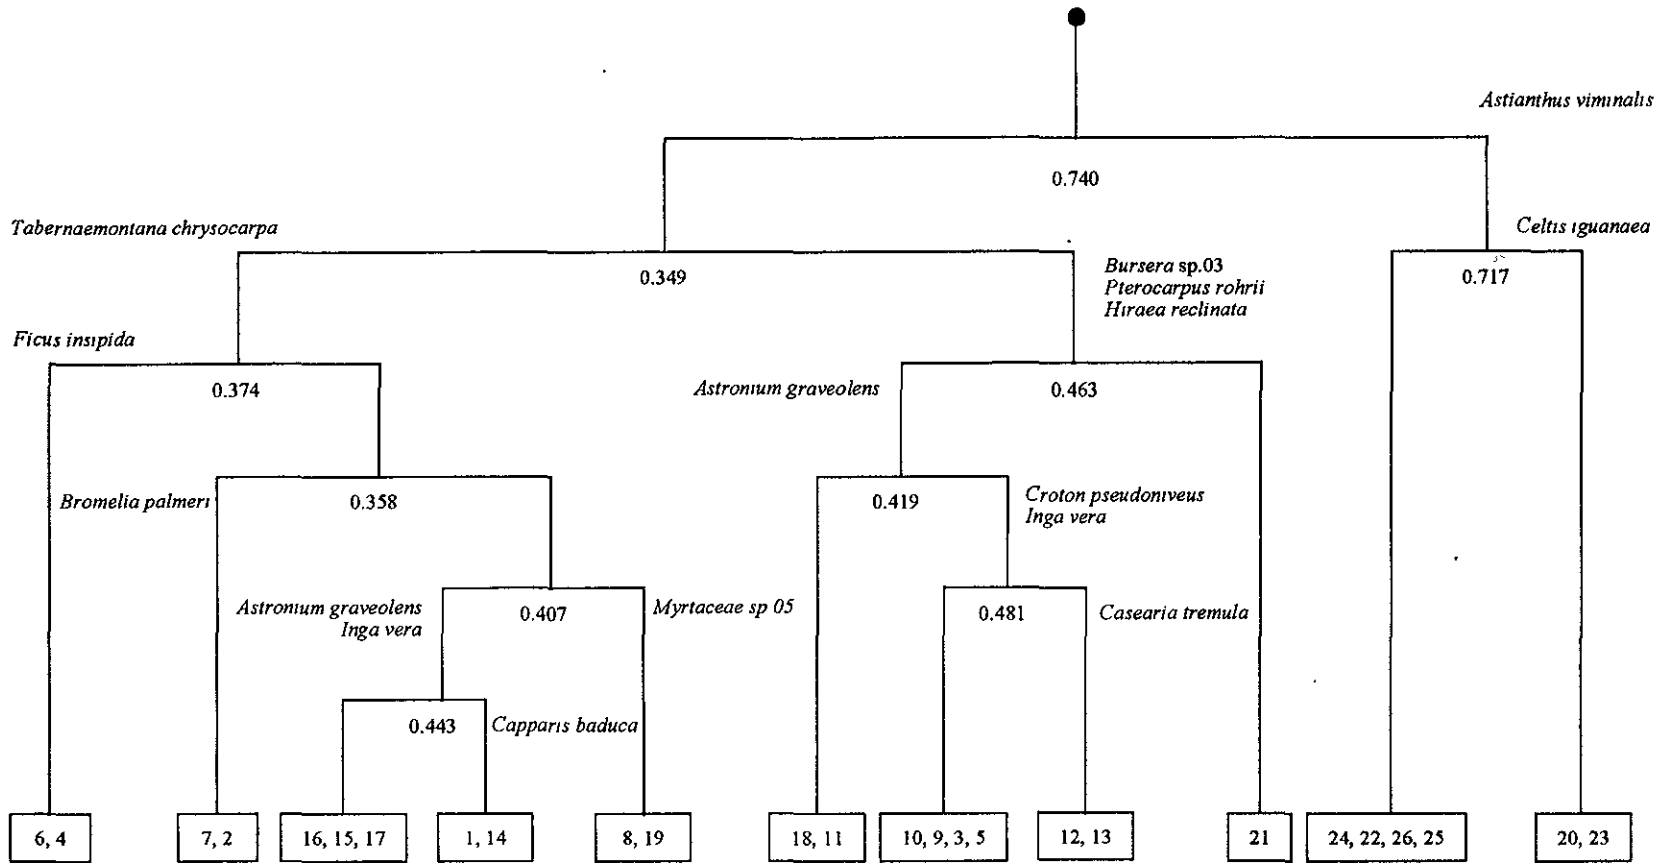 Astianthus viminalis
0.740
Tabernaemontana chrysocarpa
Celtis iguanaea
0.349
Bursera sp.03
0.717
Pterocarpus rohrii
Hiraea reclinata
Ficus insipida
0.374
Astronium graveolens
0.463
Bromelia palmeri
0.358
0.419
Croton pseudoniveus
Inga vera
Astronium graveolens
Inga vera
0.407
Myrtaceae sp 05
0.481
Casearia tremula
0.443
Capparis baduca
6, 4
7, 2
16, 15, 17
1, 14
8, 19
18, 11
10, 9, 3, 5
12, 13
21
24, 22, 26, 25
20, 23